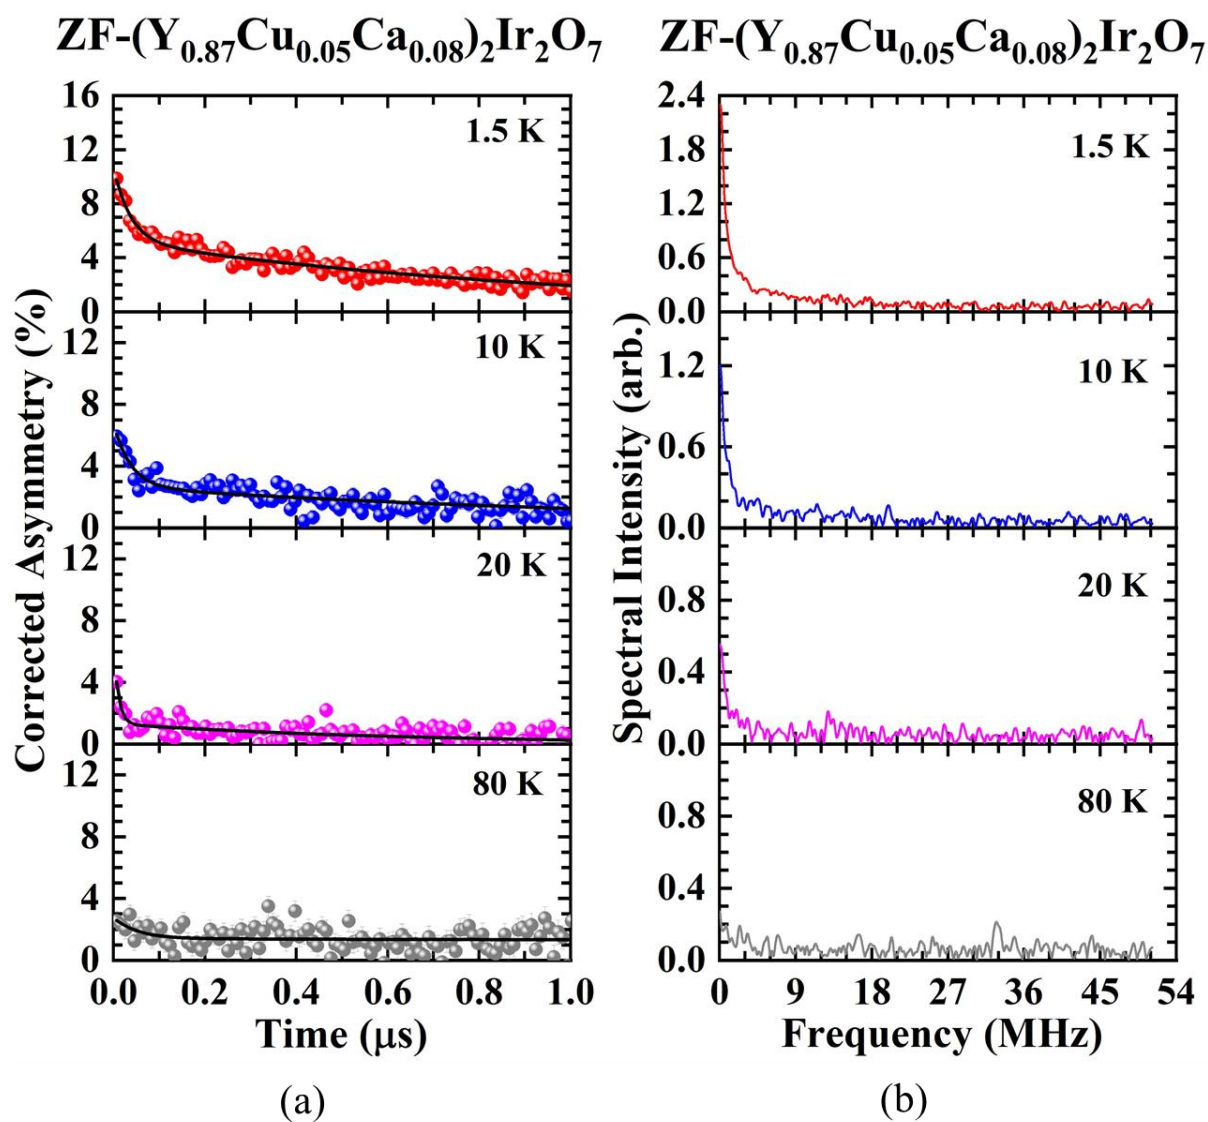 ZF-(Y0.87Cu0.05Ca0.08)2Ir2O7
ZF-(Y0.87Cu0.05Ca0.08)2Ir2O7
Corrected Asymmetry (%)
16
12
8
4
0
1.5 K
12
8
4
0
10 K
12
8
4
0
20 K
12
8
4
0
80 K
0.0 0.2 0.4 0.6 0.8 1.0
Time (μs)
(a)
Spectral Intensity (arb.)
2.4
1.8
1.2
0.6
0.0
1.5 K
1.2
0.6
0.0
10 K
0.8
0.4
0.0
20 K
0.8
0.4
0.0
80 K
0 9 18 27 36 45 54
Frequency (MHz)
(b)